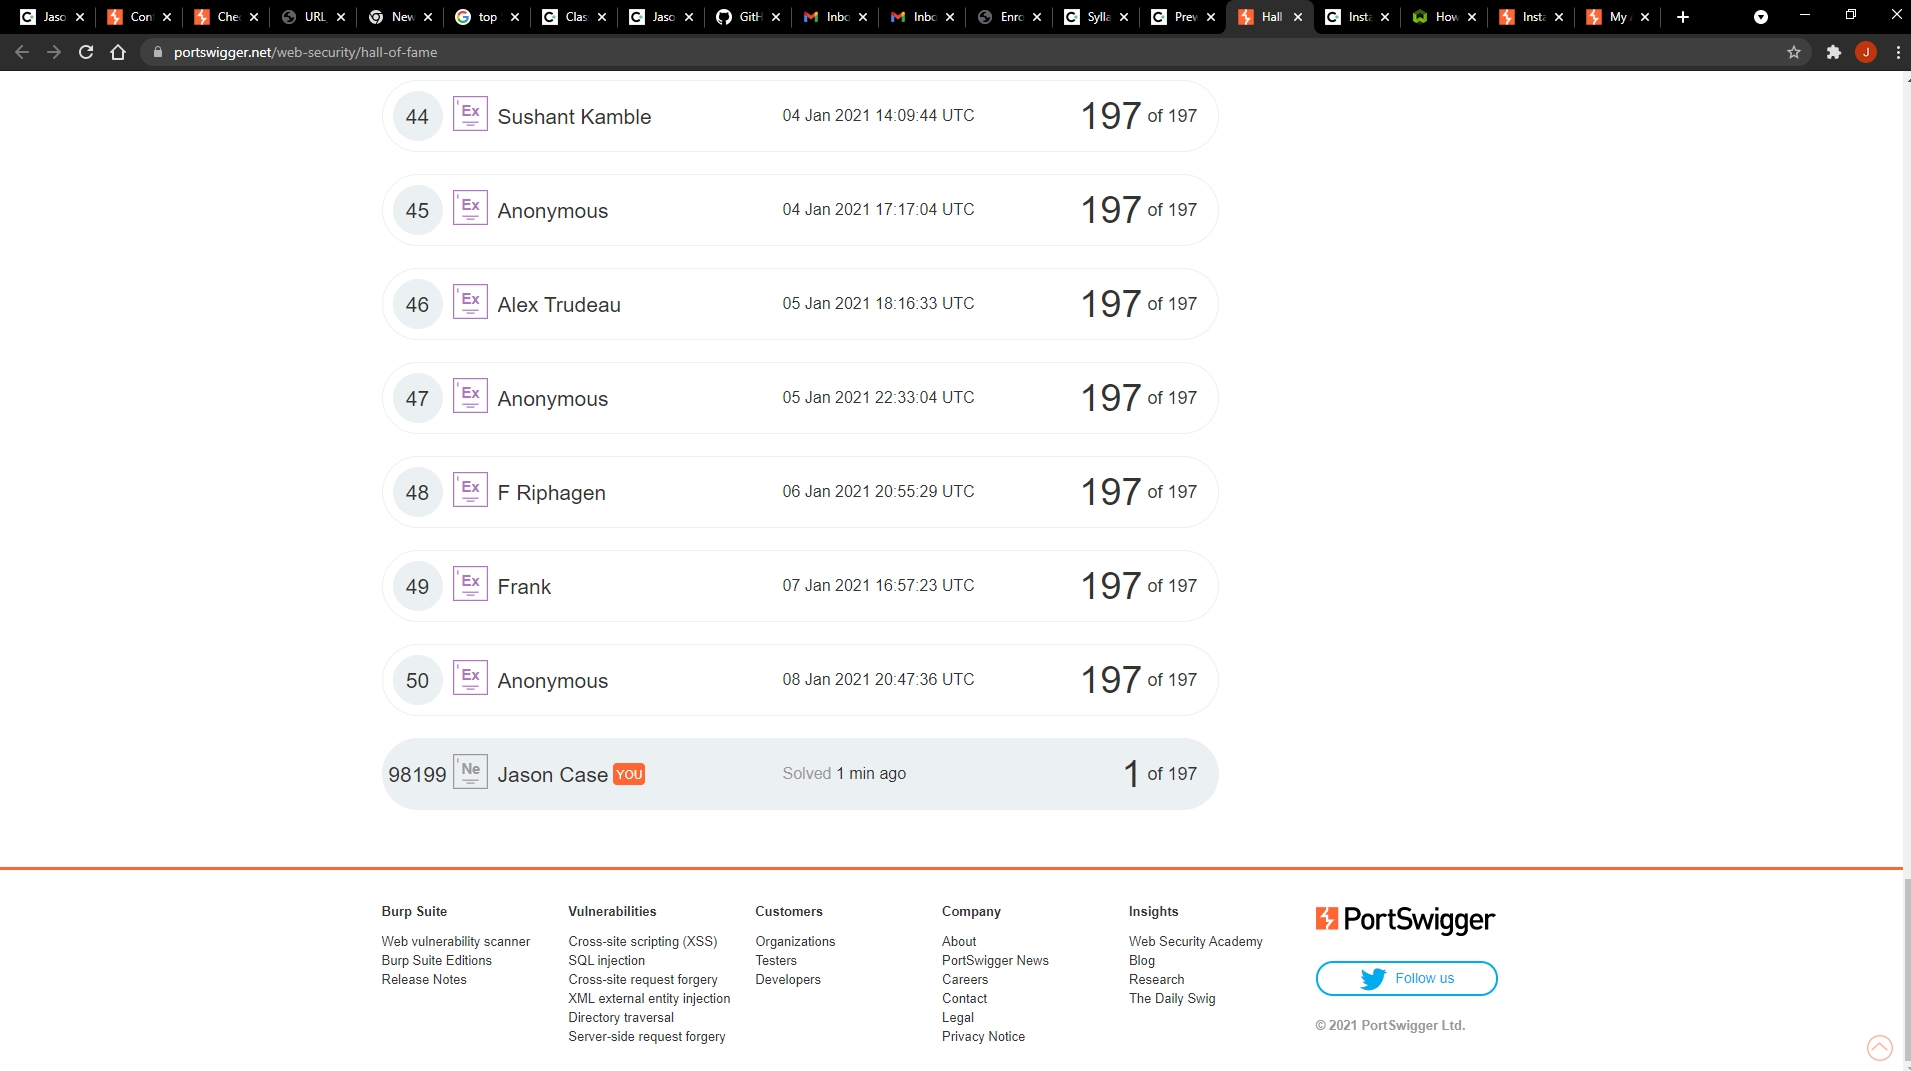 Jaso
Con
Che
URL
New
top
Clas
Jaso
GitH
Inbo
Inbo
Enro
Sylla
Prev
Hall
Insta
How
Insta
My
portswigger.net/web-security/hall-of-fame
J
44 Ex Sushant Kamble 04 Jan 2021 14:09:44 UTC 197 of 197
45 Ex Anonymous 04 Jan 2021 17:17:04 UTC 197 of 197
46 Ex Alex Trudeau 05 Jan 2021 18:16:33 UTC 197 of 197
47 Ex Anonymous 05 Jan 2021 22:33:04 UTC 197 of 197
48 Ex F Riphagen 06 Jan 2021 20:55:29 UTC 197 of 197
49 Ex Frank 07 Jan 2021 16:57:23 UTC 197 of 197
50 Ex Anonymous 08 Jan 2021 20:47:36 UTC 197 of 197
98199 Ne Jason Case YOU Solved 1 min ago 1 of 197
Burp Suite
Web vulnerability scanner
Burp Suite Editions
Release Notes
Vulnerabilities
Cross-site scripting (XSS)
SQL injection
Cross-site request forgery
XML external entity injection
Directory traversal
Server-side request forgery
Customers
Organizations
Testers
Developers
Company
About
PortSwigger News
Careers
Contact
Legal
Privacy Notice
Insights
Web Security Academy
Blog
Research
The Daily Swig
PortSwigger
Follow us
© 2021 PortSwigger Ltd.